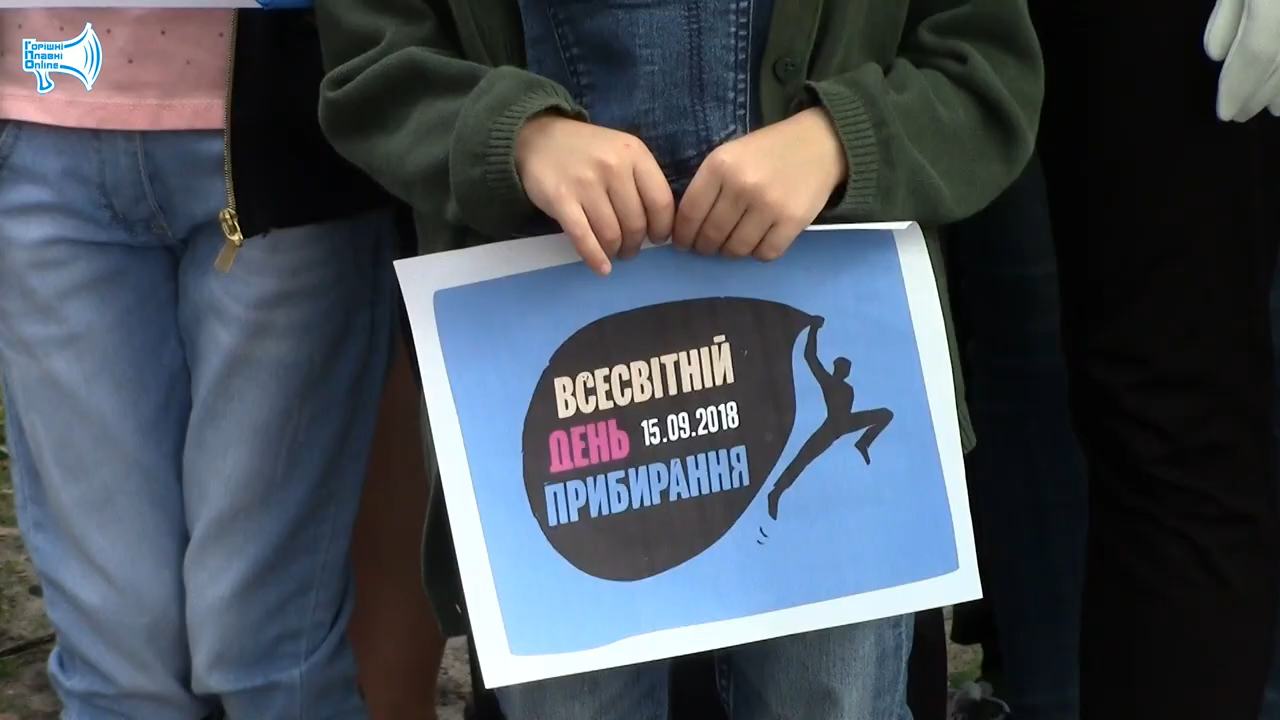 Горішні
Плавні
Online
ВСЕСВІТНІЙ
ДЕНЬ 15.09.2018
ПРИБИРАННЯ